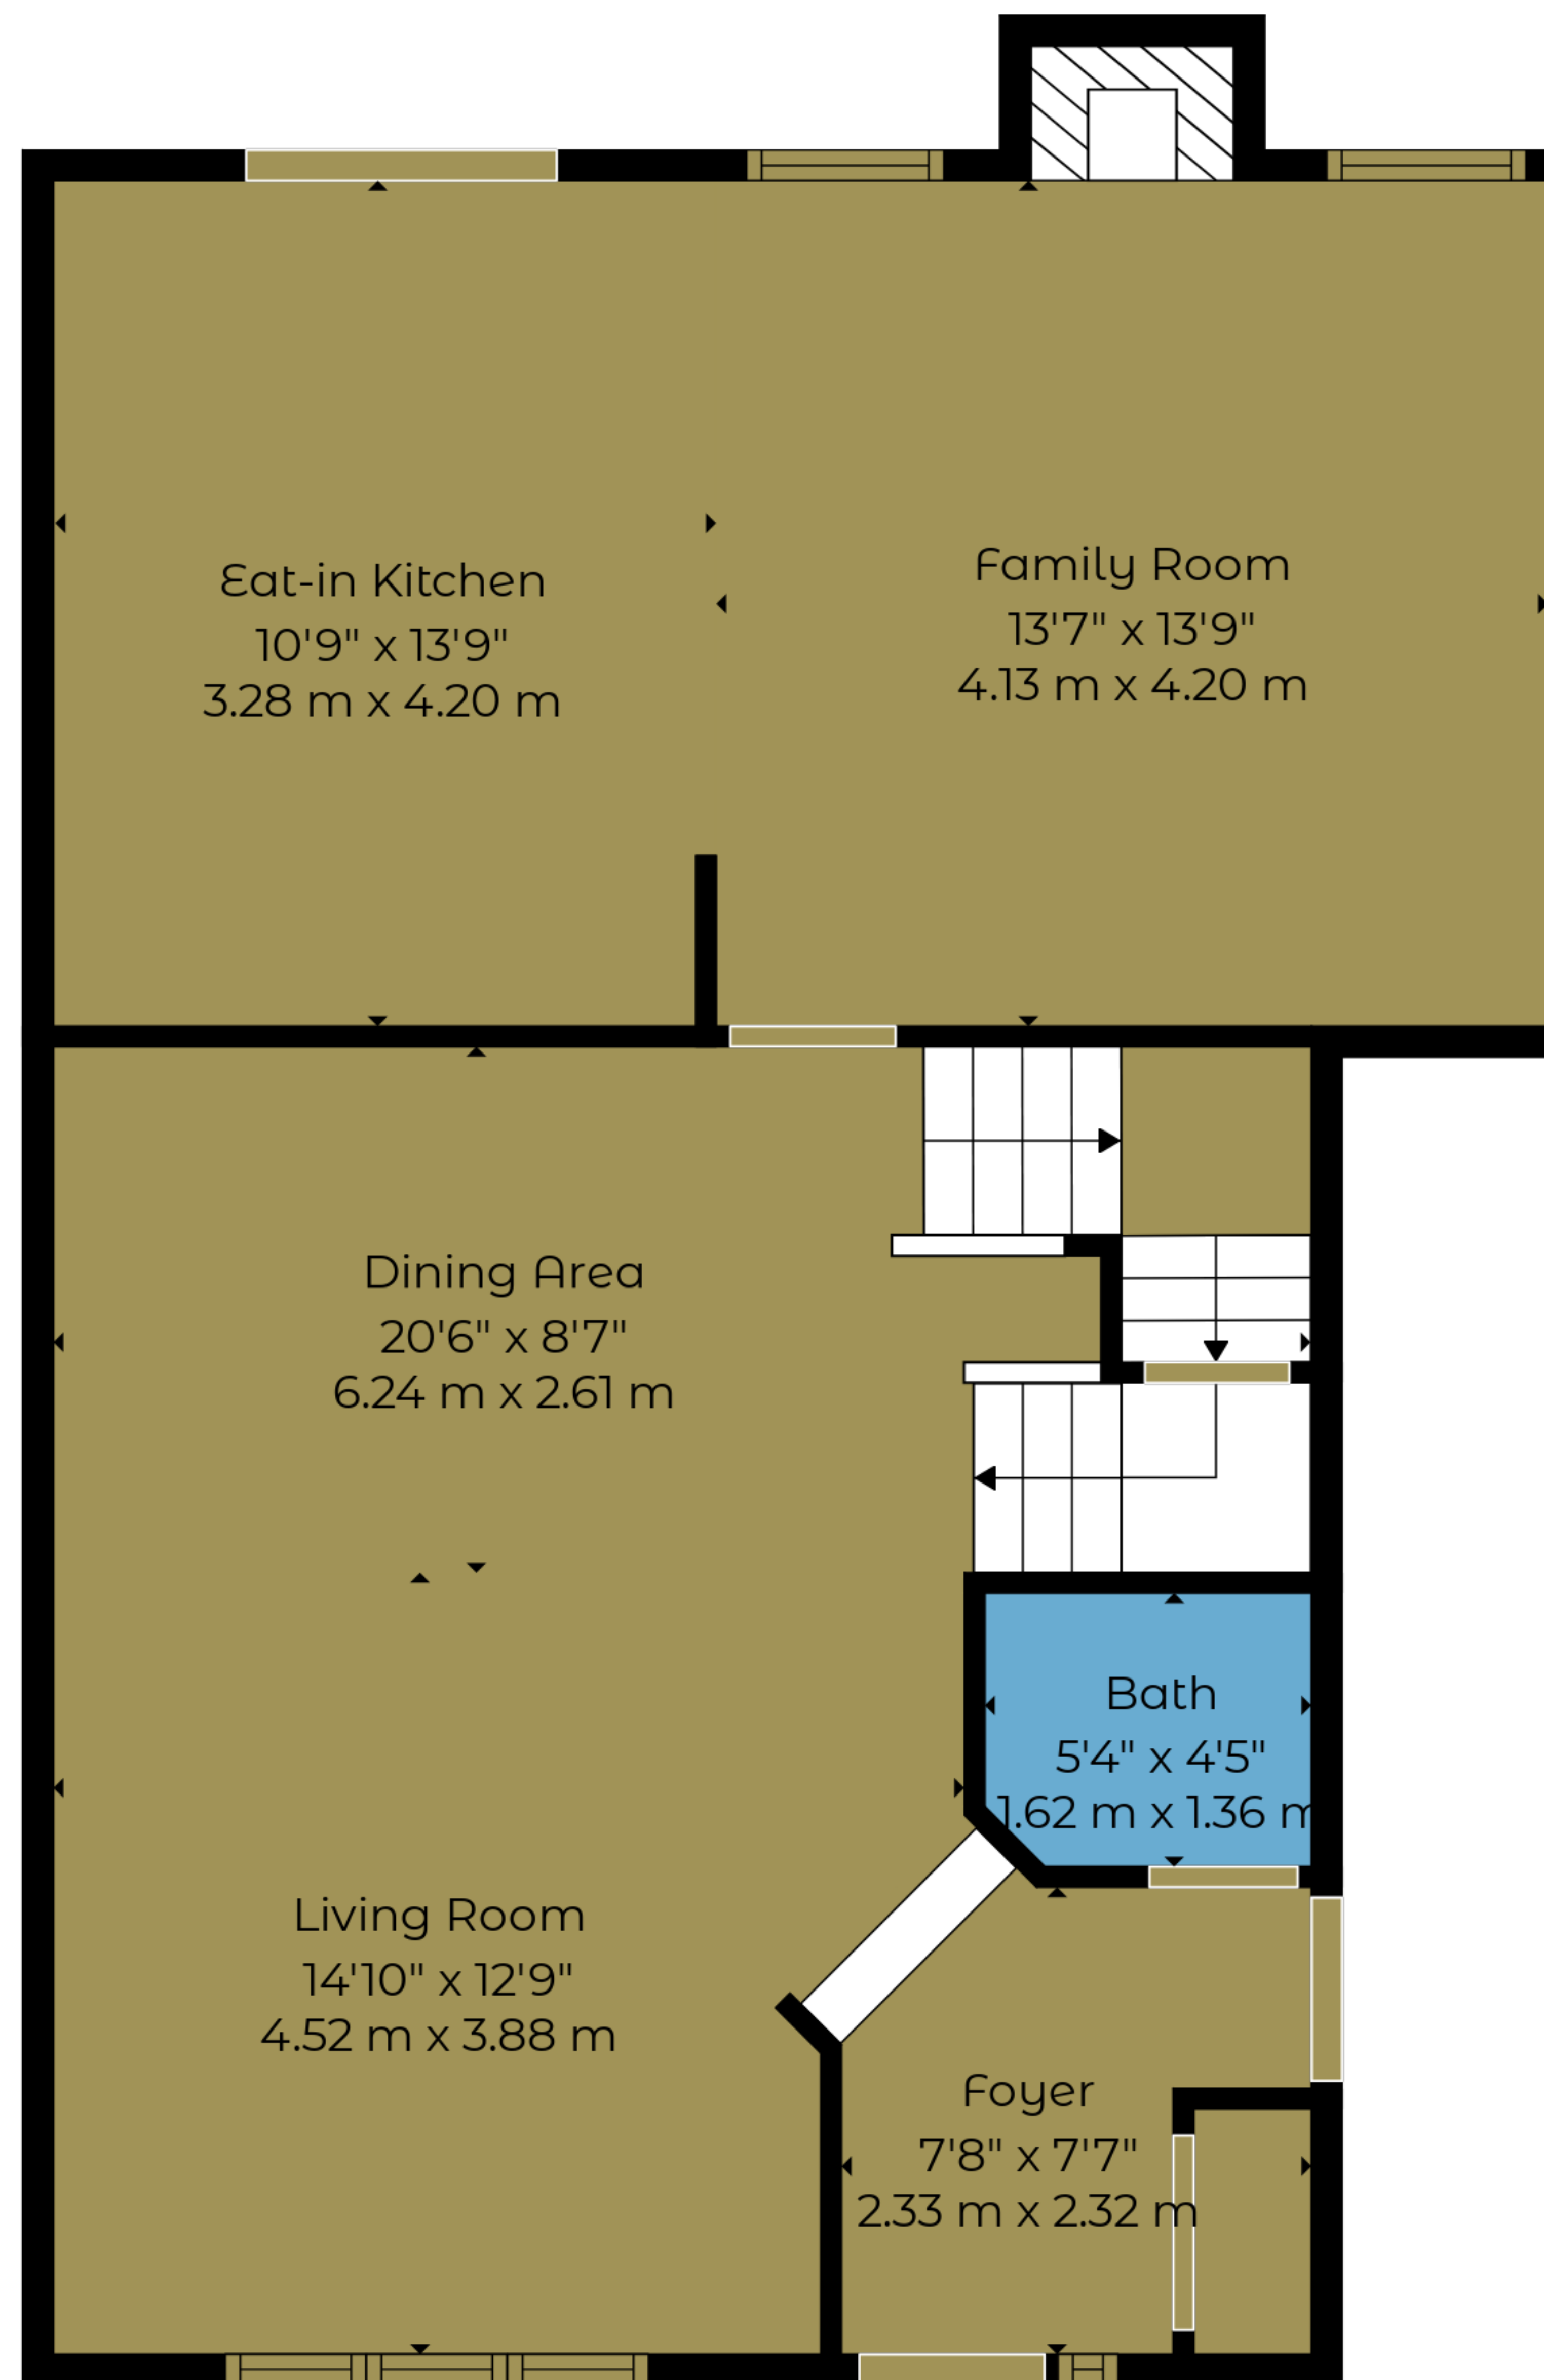 Eat-in Kitchen
10'9" x 13'9"
3.28 m x 4.20 m
Family Room
13'7" x 13'9"
4.13 m x 4.20 m
Dining Area
20'6" x 8'7"
6.24 m x 2.61 m
Bath
5'4" x 4'5"
1.62 m x 1.36 m
Living Room
14'10" x 12'9"
4.52 m x 3.88 m
Foyer
7'8" x 7'7"
2.33 m x 2.32 m